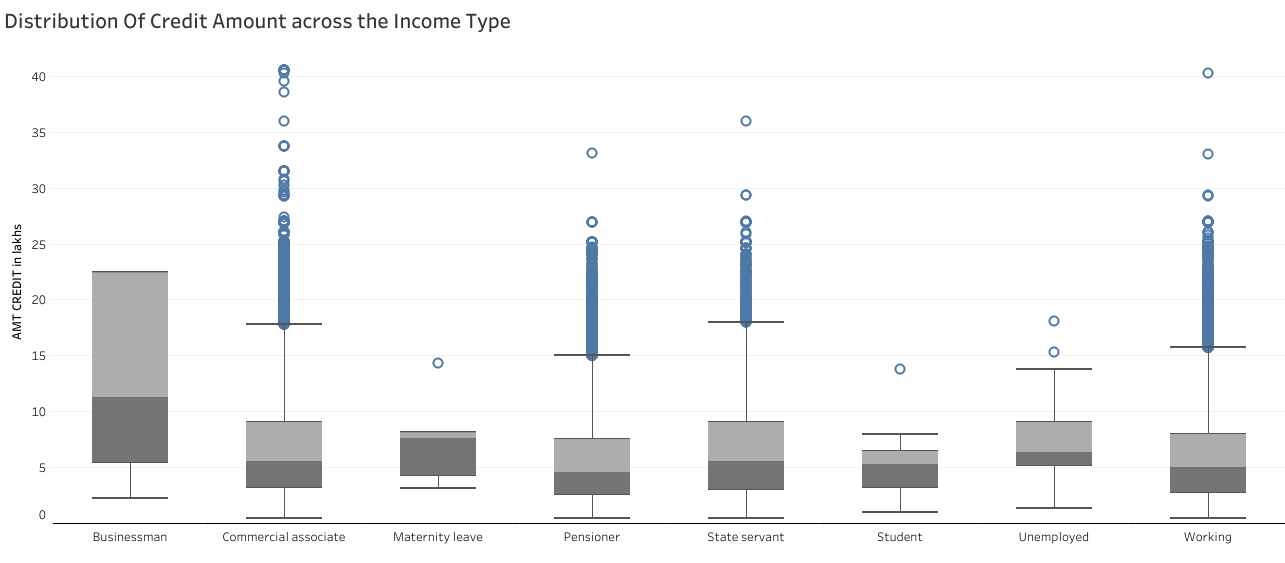 Distribution Of Credit Amount across the Income Type
AMT CREDIT in lakhs
40
35
30
25
20
15
10
5
0
Businessman
Commercial associate
Maternity leave
Pensioner
State servant
Student
Unemployed
Working